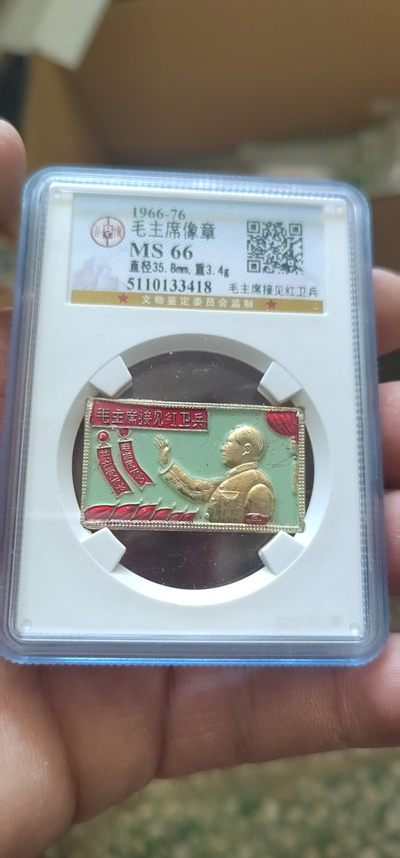 1966-76
毛主席像章
MS 66
直径35.8mm,重3.4g
5110133418
毛主席接见红卫兵
★ 文物鉴定委员会监制 ★
毛主席接见红卫兵